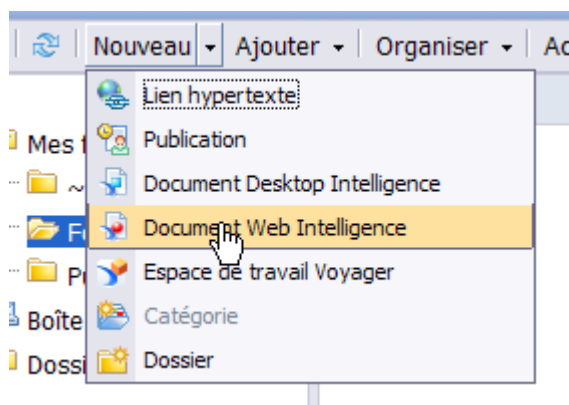 Nouveau Ajouter Organiser
Lien hypertexte
Publication
Mes
Document Desktop Intelligence
~
Document Web Intelligence
Espace de travail Voyager
Boîte
Catégorie
Dossier